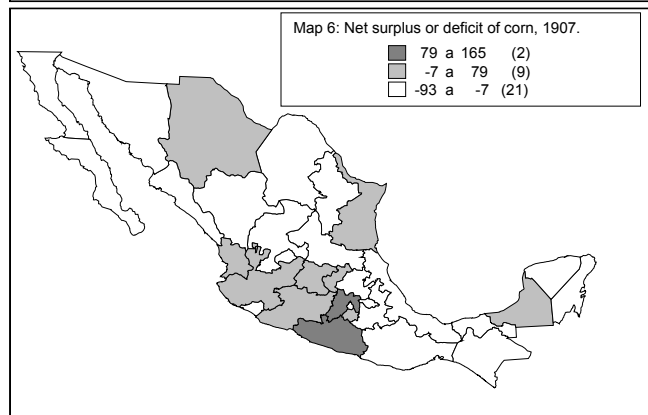 Map 6: Net surplus or deficit of corn, 1907.
79 a 165 (2)
-7 a 79 (9)
-93 a -7 (21)